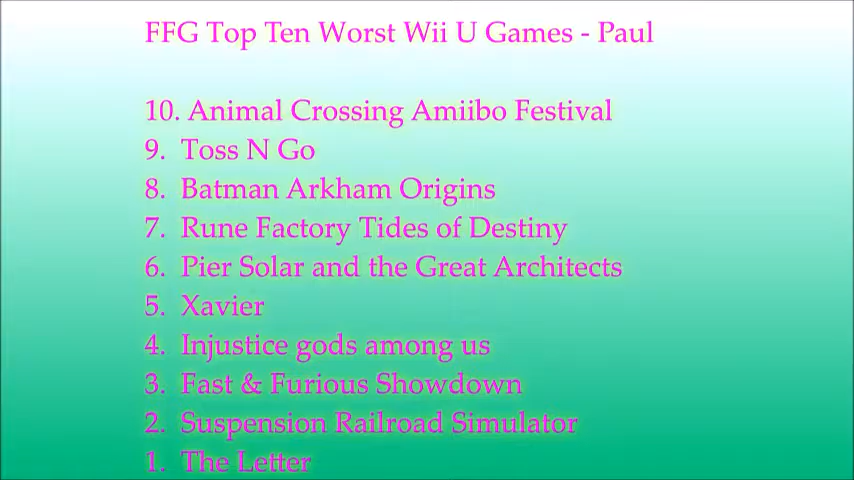 FFG Top Ten Worst Wii U Games - Paul
10. Animal Crossing Amiibo Festival
9. Toss N Go
8. Batman Arkham Origins
7. Rune Factory Tides of Destiny
6. Pier Solar and the Great Architects
5. Xavier
4. Injustice gods among us
3. Fast & Furious Showdown
2. Suspension Railroad Simulator
1. The Letter